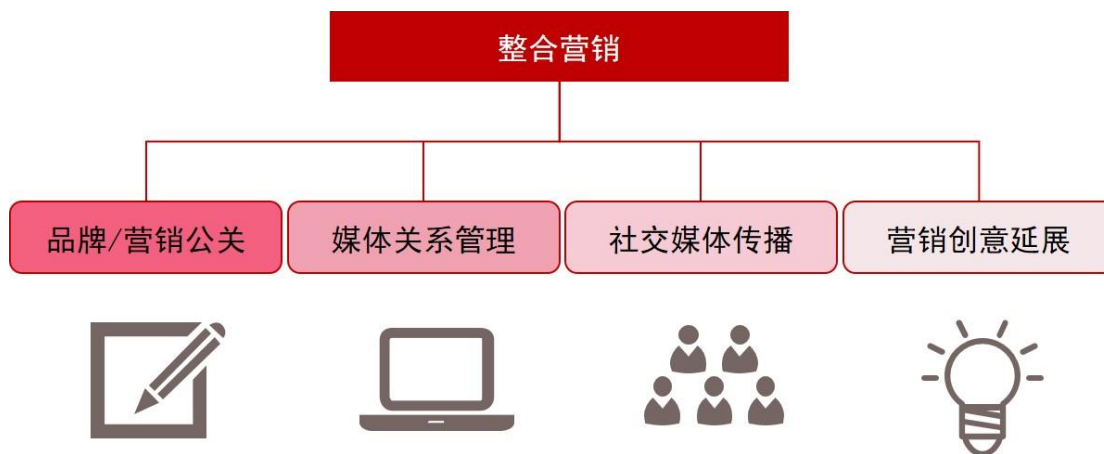 整合营销
品牌/营销公关
媒体关系管理
社交媒体传播
营销创意延展